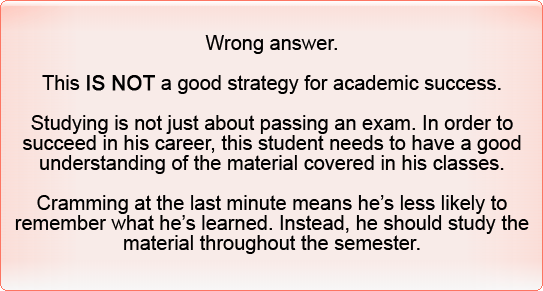 Wrong answer.
This IS NOT a good strategy for academic success.
Studying is not just about passing an exam. In order to
succeed in his career, this student needs to have a good
understanding of the material covered in his classes.
Cramming at the last minute means he’s less likely to
remember what he’s learned. Instead, he should study the
material throughout the semester.